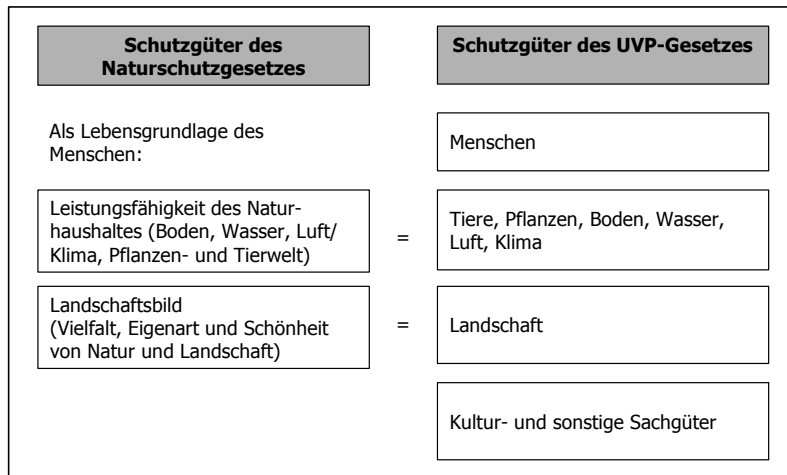 Schutzgüter des
Naturschutzgesetzes
Schutzgüter des UVP-Gesetzes
Als Lebensgrundlage des
Menschen:
Menschen
Leistungsfähigkeit des Natur-
haushaltes (Boden, Wasser, Luft/
Klima, Pflanzen- und Tierwelt)
=
Tiere, Pflanzen, Boden, Wasser,
Luft, Klima
Landschaftsbild
(Vielfalt, Eigenart und Schönheit
von Natur und Landschaft)
=
Landschaft
Kultur- und sonstige Sachgüter